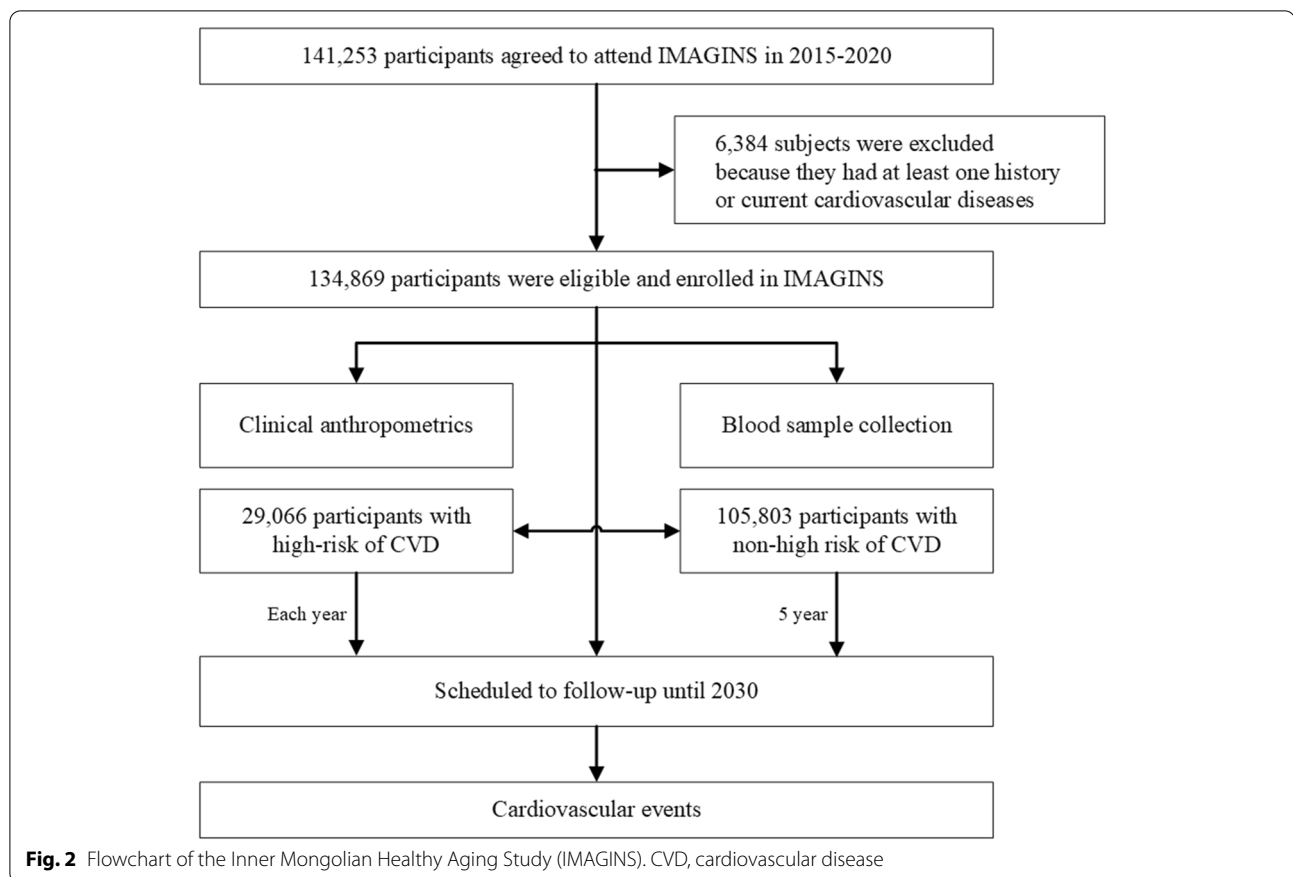 141,253 participants agreed to attend IMAGINS in 2015-2020
6,384 subjects were excluded
because they had at least one history
or current cardiovascular diseases
134,869 participants were eligible and enrolled in IMAGINS
Clinical anthropometrics
Blood sample collection
29,066 participants with
high-risk of CVD
105,803 participants with
non-high risk of CVD
Each year
5 year
Scheduled to follow-up until 2030
Cardiovascular events
Fig. 2 Flowchart of the Inner Mongolian Healthy Aging Study (IMAGINS). CVD, cardiovascular disease